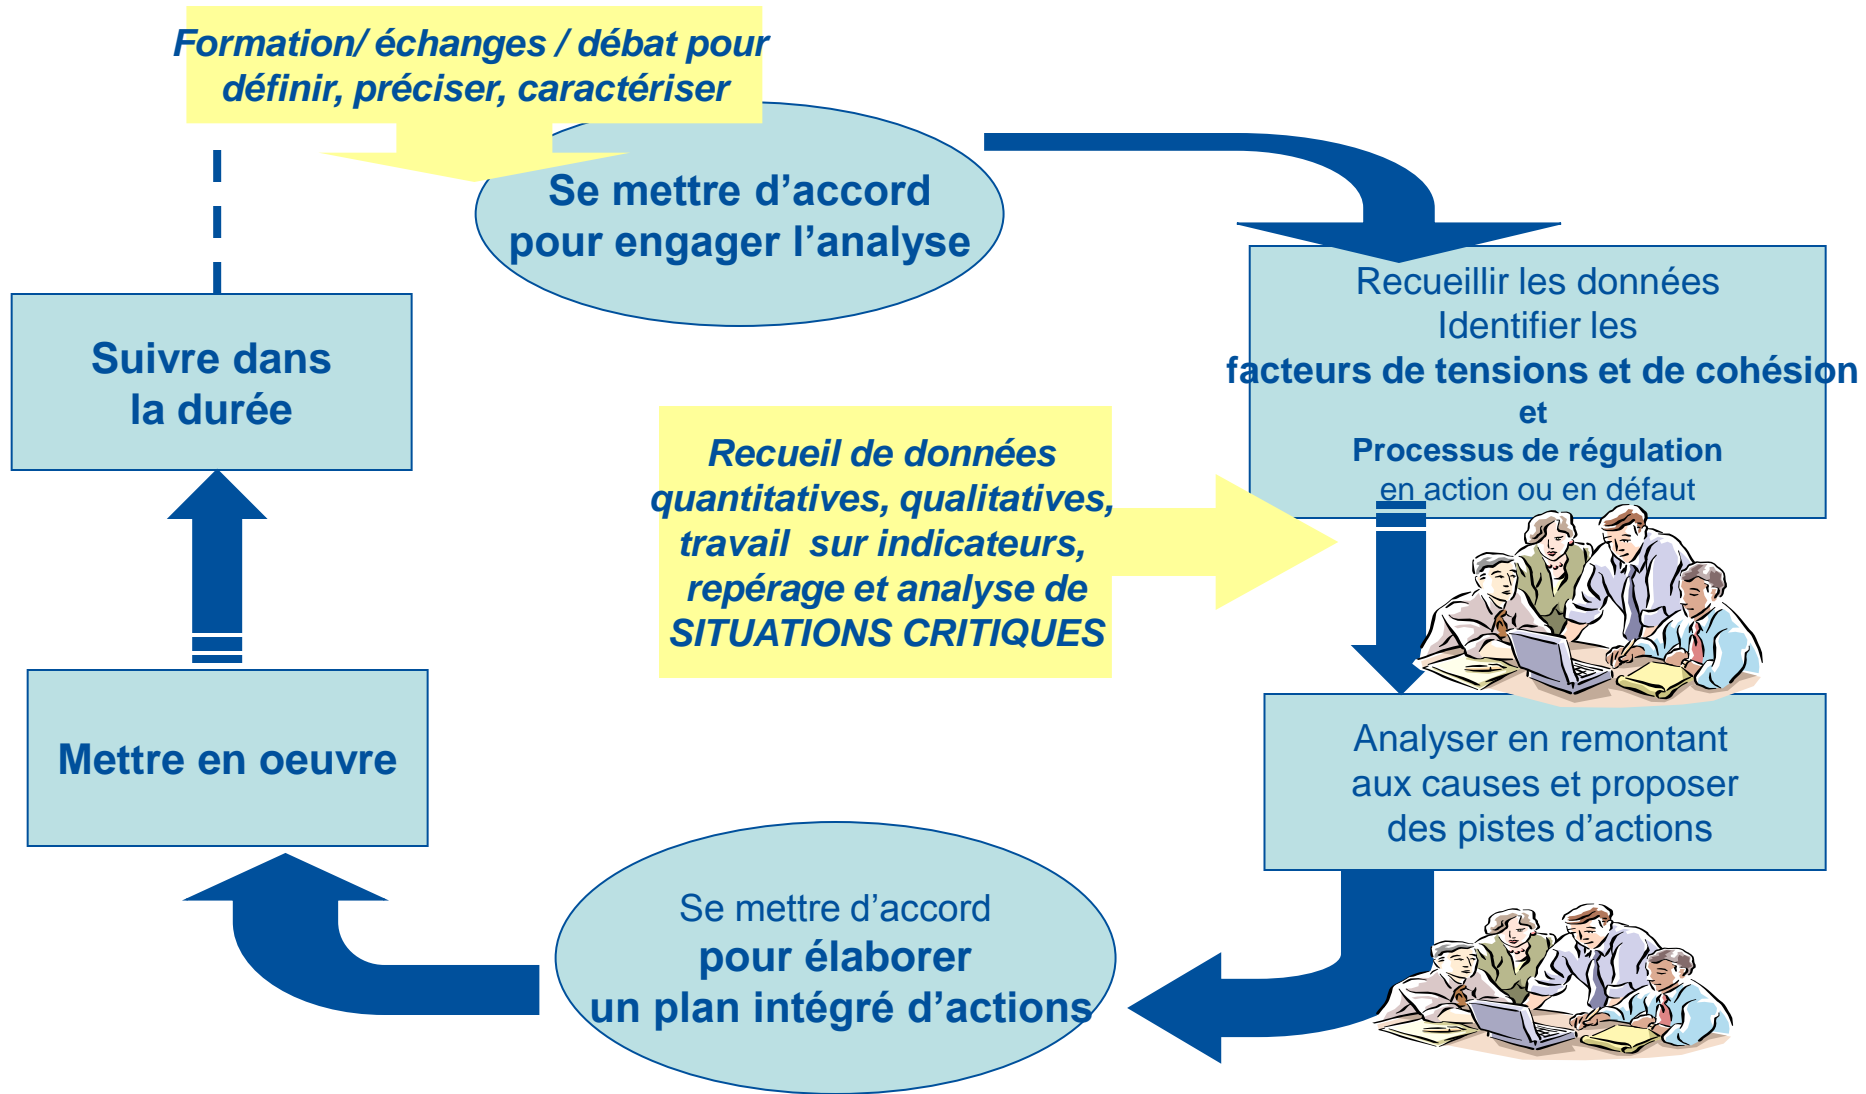 Formation/ échanges / débat pour
définir, préciser, caractériser
Se mettre d’accord
pour engager l’analyse
Recueillir les données
Identifier les
facteurs de tensions et de cohésion
et
Processus de régulation
en action ou en défaut
Suivre dans
la durée
Recueil de données
quantitatives, qualitatives,
travail sur indicateurs,
repérage et analyse de
SITUATIONS CRITIQUES
Mettre en oeuvre
Analyser en remontant
aux causes et proposer
des pistes d’actions
Se mettre d’accord
pour élaborer
un plan intégré d’actions